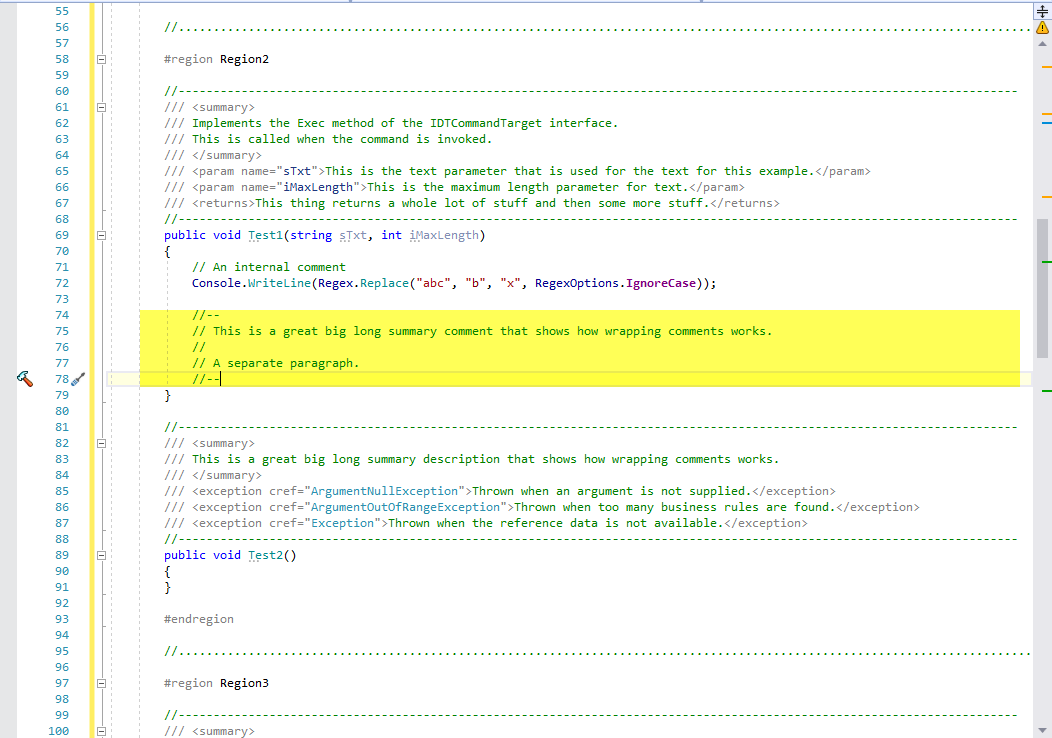 55
56 //..........................................................................................................................
57
58 #region Region2
59
60 //------------------------------------------------------------------------------------------------------------------------
61 /// <summary>
62 /// Implements the Exec method of the IDTCommandTarget interface.
63 /// This is called when the command is invoked.
64 /// </summary>
65 /// <param name="sTxt">This is the text parameter that is used for the text for this example.</param>
66 /// <param name="iMaxLength">This is the maximum length parameter for text.</param>
67 /// <returns>This thing returns a whole lot of stuff and then some more stuff.</returns>
68 //------------------------------------------------------------------------------------------------------------------------
69 public void Test1(string sTxt, int iMaxLength)
70 {
71 // An internal comment
72 Console.WriteLine(Regex.Replace("abc", "b", "x", RegexOptions.IgnoreCase));
73
74 //--
75 // This is a great big long summary comment that shows how wrapping comments works.
76 //
77 // A separate paragraph.
78 //--
79 }
80
81 //------------------------------------------------------------------------------------------------------------------------
82 /// <summary>
83 /// This is a great big long summary description that shows how wrapping comments works.
84 /// </summary>
85 /// <exception cref="ArgumentNullException">Thrown when an argument is not supplied.</exception>
86 /// <exception cref="ArgumentOutOfRangeException">Thrown when too many business rules are found.</exception>
87 /// <exception cref="Exception">Thrown when the reference data is not available.</exception>
88 //------------------------------------------------------------------------------------------------------------------------
89 public void Test2()
90 {
91 }
92
93 #endregion
94
95 //..........................................................................................................................
96
97 #region Region3
98
99 //------------------------------------------------------------------------------------------------------------------------
100 /// <summary>